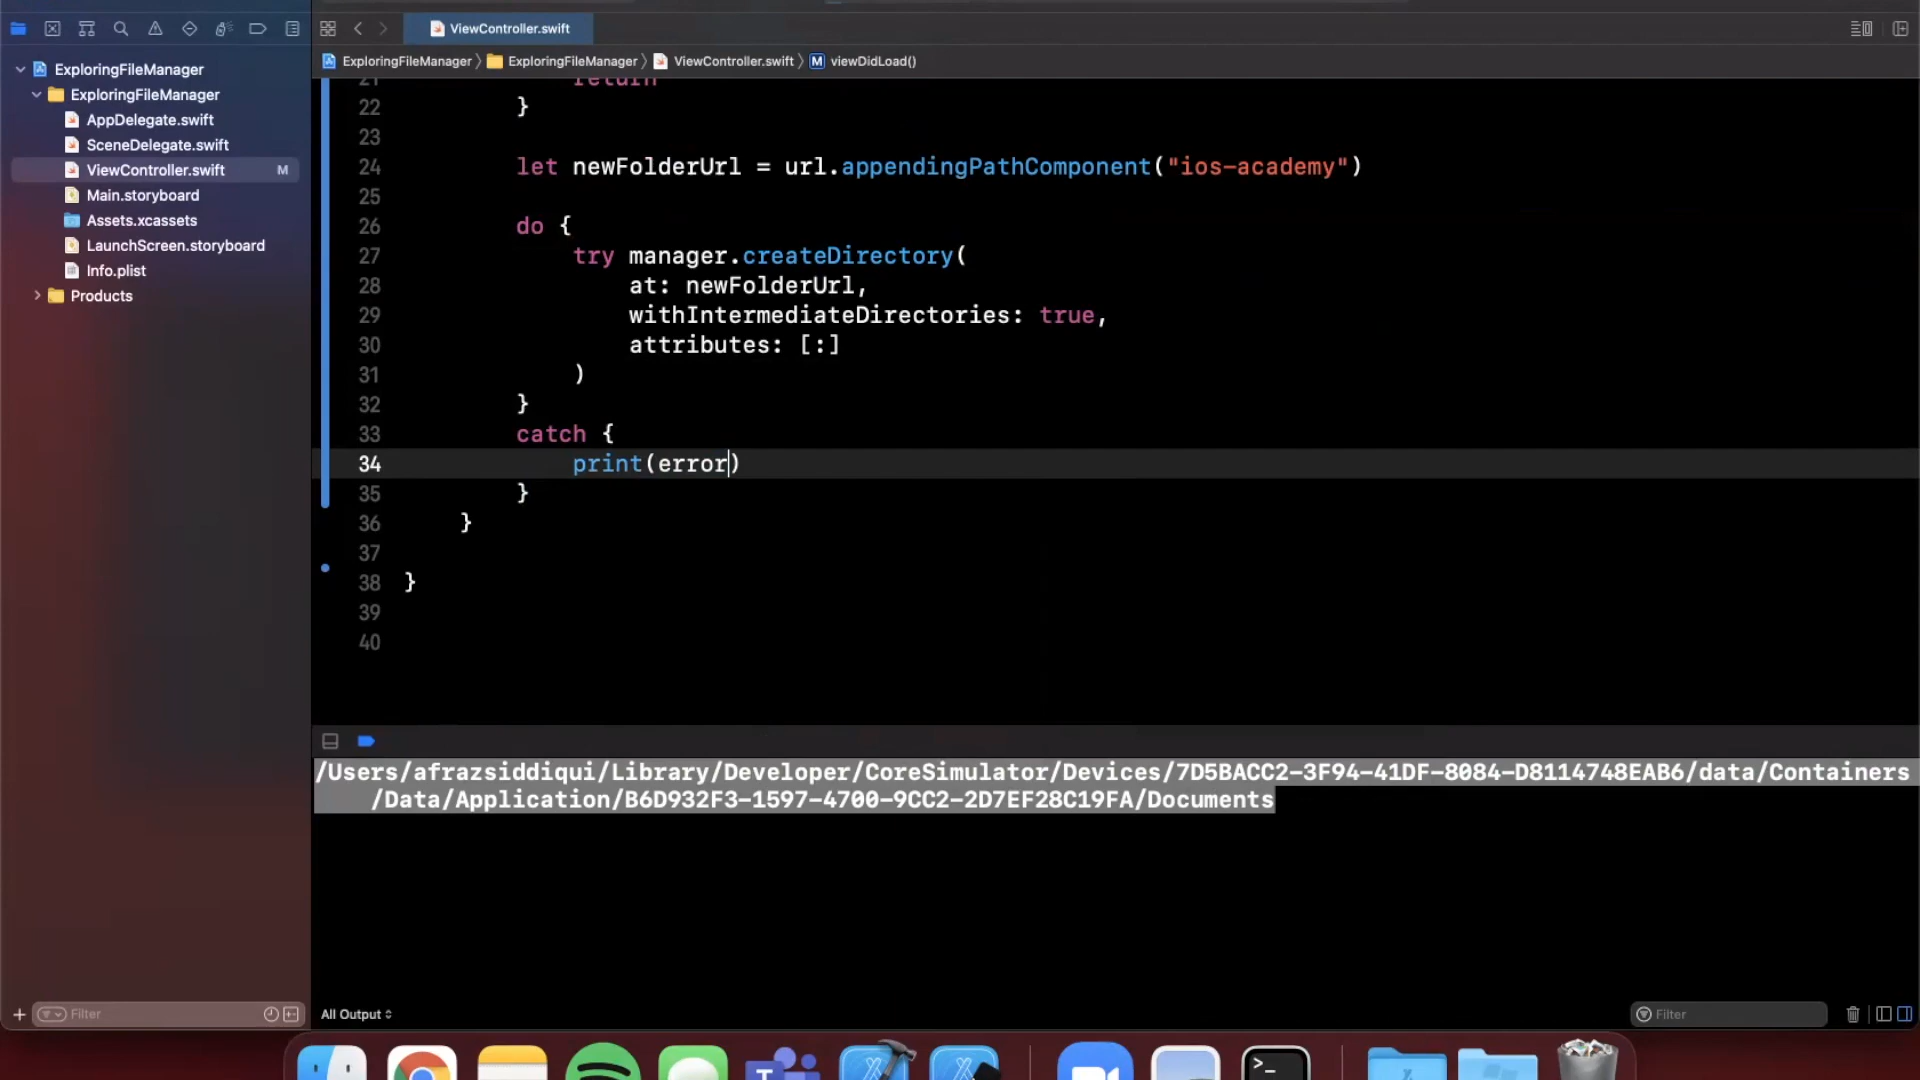 ViewController.swift
ExploringFileManager
ExploringFileManager
AppDelegate.swift
SceneDelegate.swift
ViewController.swift M
Main.storyboard
Assets.xcassets
LaunchScreen.storyboard
Info.plist
Products
Filter
ExploringFileManager ExploringFileManager ViewController.swift M viewDidLoad()
21 return
22 }
23
24 let newFolderUrl = url.appendingPathComponent("ios-academy")
25
26 do {
27 try manager.createDirectory(
28 at: newFolderUrl,
29 withIntermediateDirectories: true,
30 attributes: [:]
31 )
32 }
33 catch {
34 print(error)
35 }
36 }
37
38 }
39
40
/Users/afrazsiddiqui/Library/Developer/CoreSimulator/Devices/7D5BACC2-3F94-41DF-8084-D8114748EAB6/data/Containers
/Data/Application/B6D932F3-1597-4700-9CC2-2D7EF28C19FA/Documents
All Output
Filter